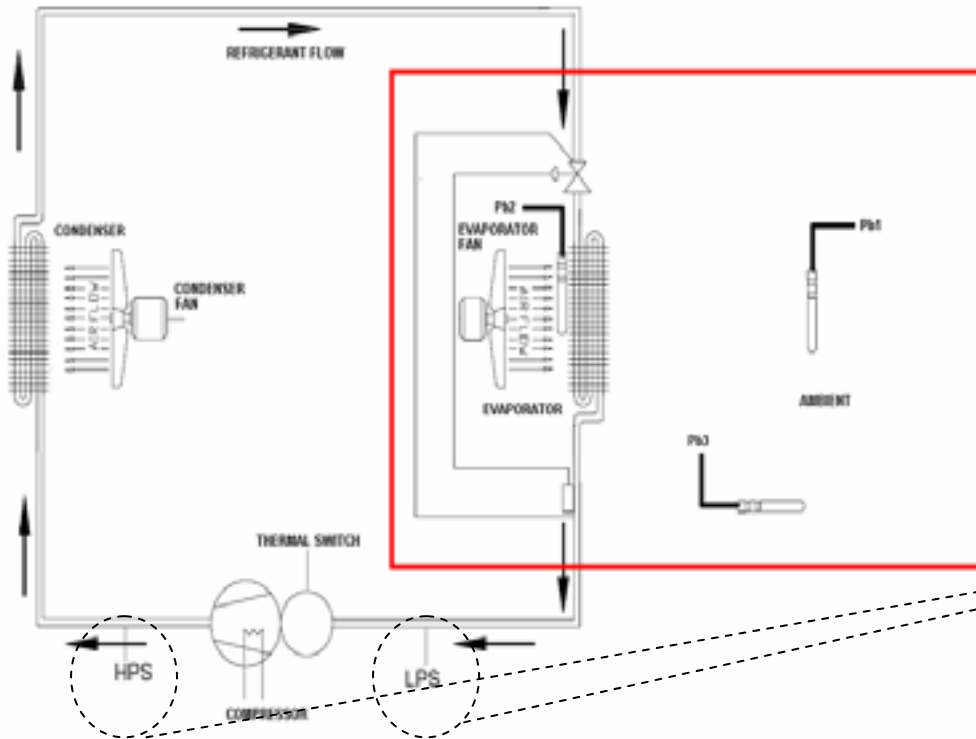 REFRIGERANT FLOW
Pb2
Pb1
CONDENSER
EVAPORATOR
FAN
CONDENSER
FAN
AIR FLOW
AIR FLOW
AMBIENT
EVAPORATOR
Pb3
THERMAL SWITCH
HPS
LPS
COMPRESSOR